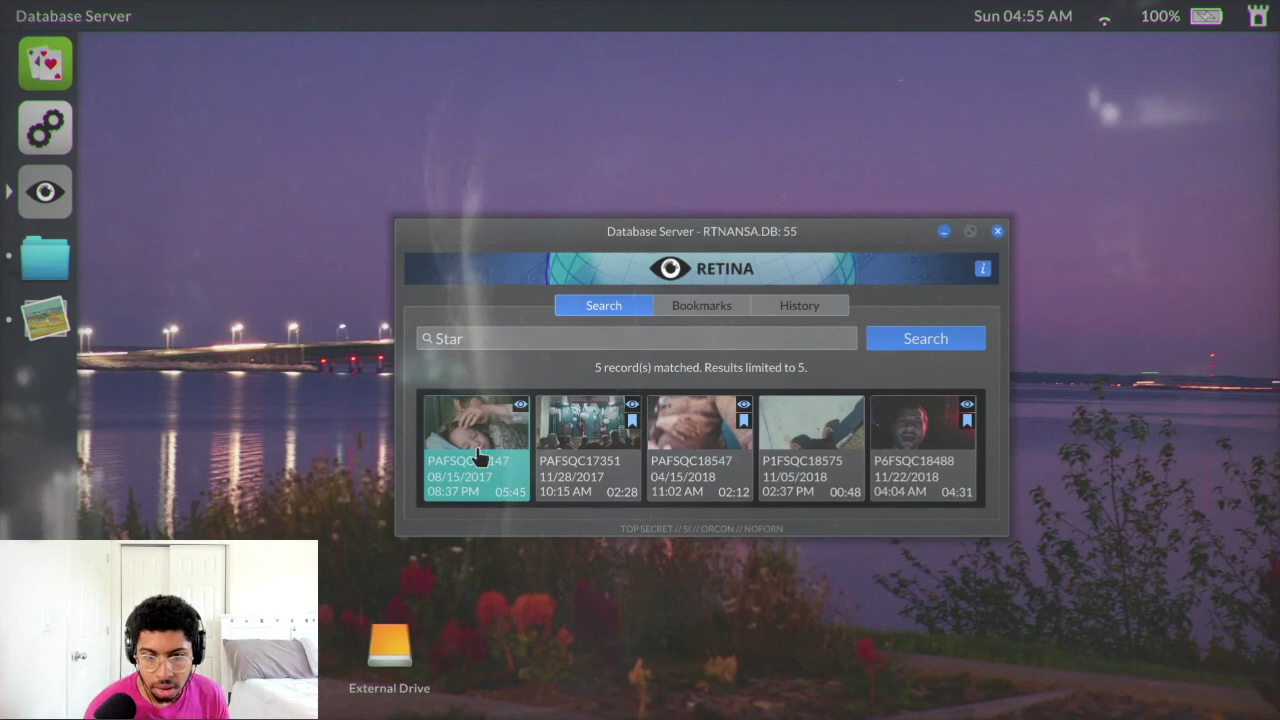 Database Server
Sun 04:55 AM
100%
Database Server - RTNANSA.DB: 55
RETINA
i
Search
Bookmarks
History
Star
Search
5 record(s) matched. Results limited to 5.
PAFSQC 147
08/15/2017
08:37 PM 05:45
PAFSQC17351
11/28/2017
10:15 AM 02:28
PAFSQC18547
04/15/2018
11:02 AM 02:12
P1FSQC18575
11/05/2018
02:37 PM 00:48
P6FSQC18488
11/22/2018
04:04 AM 04:31
TOP SECRET // SI // ORCON // NOFORN
External Drive